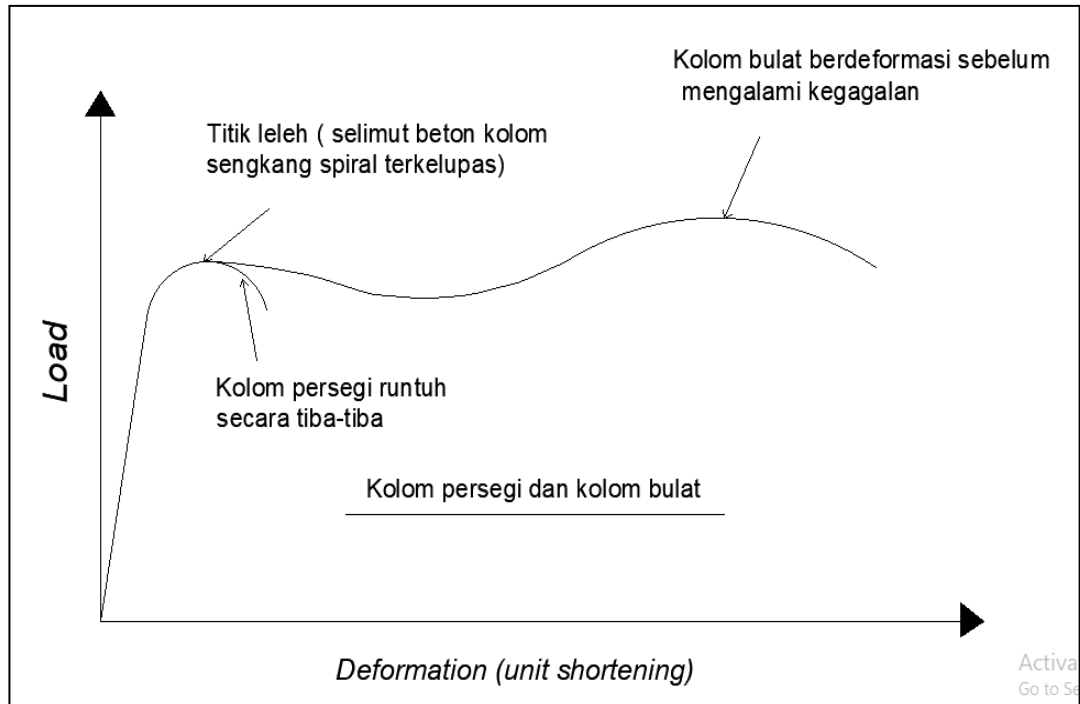 Kolom bulat berdeformasi sebelum
mengalami kegagalan
Titik leleh ( selimut beton kolom
sengkang spiral terkelupas)
Load
Kolom persegi runtuh
secara tiba-tiba
Kolom persegi dan kolom bulat
Deformation (unit shortening)
Activa
Go to Se